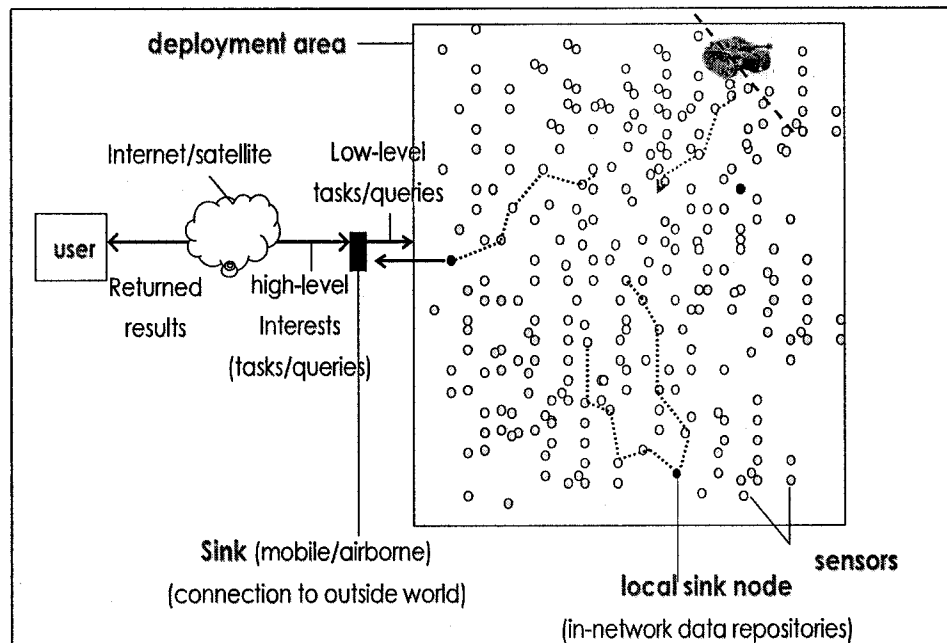 deployment area
Internet/satellite
Low-level
tasks/queries
user
Returned
results
high-level
Interests
(tasks/queries)
Sink (mobile/airborne)
(connection to outside world)
sensors
local sink node
(in-network data repositories)